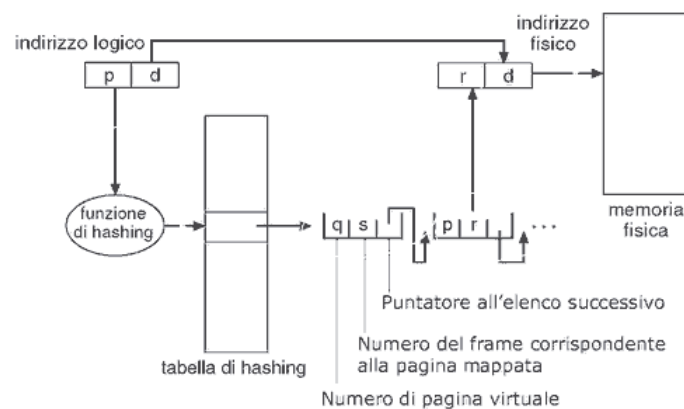 indirizzo logico
indirizzo
fisico
p d
r d
funzione
di hashing
q s
p r
...
memoria
fisica
Puntatore all'elenco successivo
Numero del frame corrispondente
alla pagina mappata
tabella di hashing
Numero di pagina virtuale